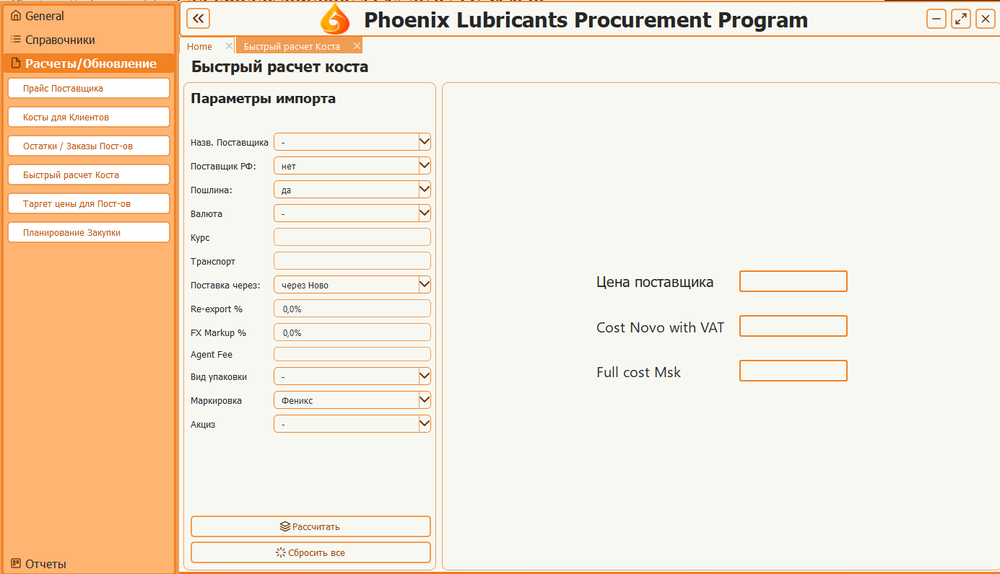 General
Справочники
Расчеты/Обновление
Прайс Поставщика
Косты для Клиентов
Остатки / Заказы Пост-ов
Быстрый расчет Коста
Таргет цены для Пост-ов
Планирование Закупки
Отчеты
Phoenix Lubricants Procurement Program
Home
Быстрый расчет Коста
Быстрый расчет коста
Параметры импорта
Назв. Поставщика -
Поставщик РФ: нет
Пошлина: да
Валюта -
Курс
Транспорт
Поставка через: через Ново
Re-export % 0,0%
FX Markup % 0,0%
Agent Fee
Вид упаковки -
Маркировка Феникс
Акциз -
Рассчитать
Сбросить все
Цена поставщика
Cost Novo with VAT
Full cost Msk